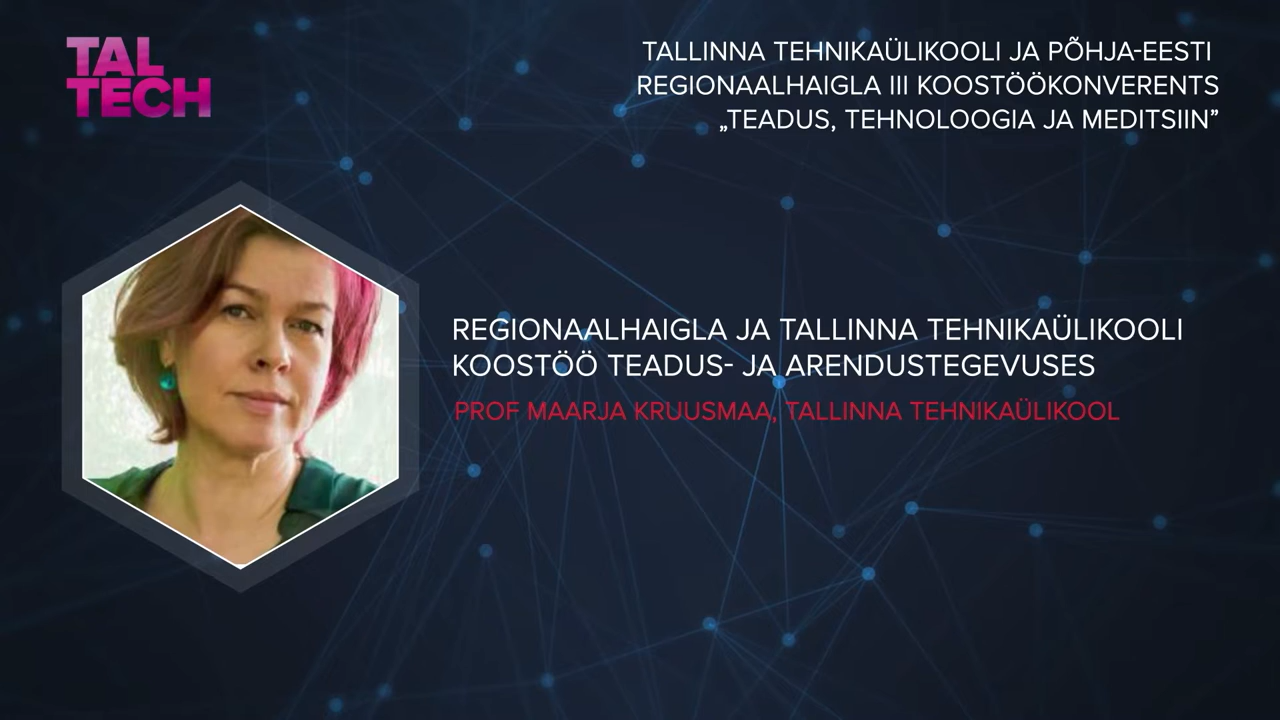 TAL
TECH
TALLINNA TEHNIKAÜLIKOOLI JA PÕHJA-EESTI
REGIONAALHAIGLA III KOOSTÖÖKONVERENTS
„TEADUS, TEHNOLOOGIA JA MEDITSIIN”
REGIONAALHAIGLA JA TALLINNA TEHNIKAÜLIKOOLI
KOOSTÖÖ TEADUS- JA ARENDUSTEGEVUSES
PROF MAARJA KRUUSMAA, TALLINNA TEHNIKAÜLIKOOL